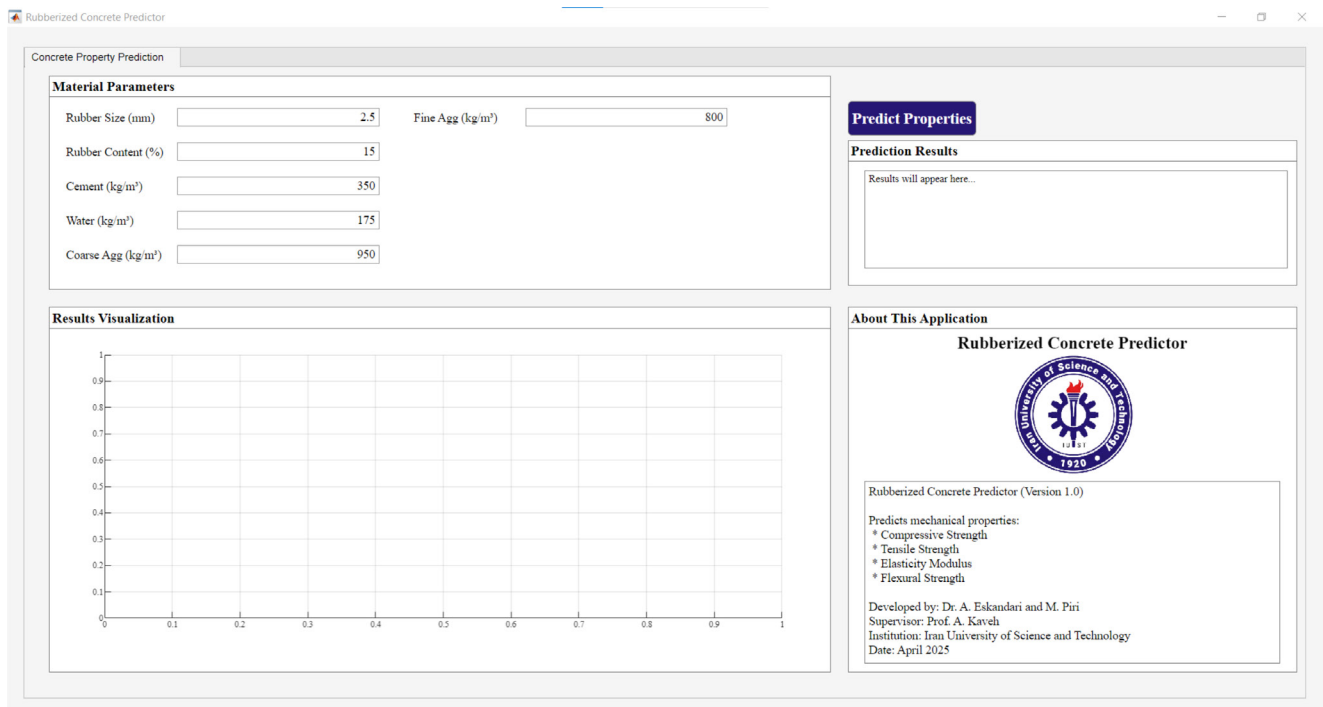 Rubberized Concrete Predictor
Concrete Property Prediction
Material Parameters
Rubber Size (mm) 2.5 Fine Agg (kg/m³) 800
Rubber Content (%) 15
Cement (kg/m³) 350
Water (kg/m³) 175
Coarse Agg (kg/m³) 950
Predict Properties
Prediction Results
Results will appear here...
Results Visualization
1
0.9
0.8
0.7
0.6
0.5
0.4
0.3
0.2
0.1
0
0 0.1 0.2 0.3 0.4 0.5 0.6 0.7 0.8 0.9 1
About This Application
Rubberized Concrete Predictor
Iran University of Science and Technology
IUST
1920
Rubberized Concrete Predictor (Version 1.0)
Predicts mechanical properties:
* Compressive Strength
* Tensile Strength
* Elasticity Modulus
* Flexural Strength
Developed by: Dr. A. Eskandari and M. Piri
Supervisor: Prof. A. Kaveh
Institution: Iran University of Science and Technology
Date: April 2025